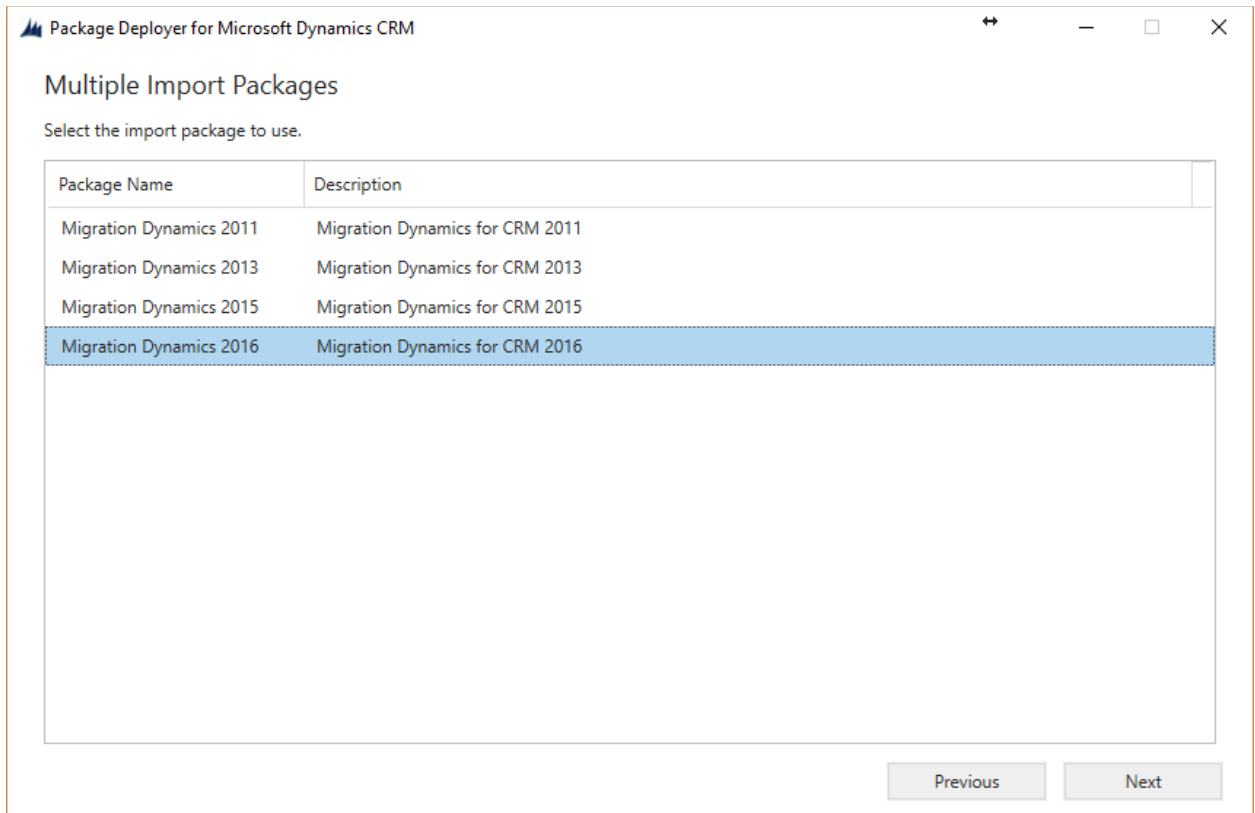 Package Deployer for Microsoft Dynamics CRM
Multiple Import Packages
Select the import package to use.
Package Name Description
Migration Dynamics 2011 Migration Dynamics for CRM 2011
Migration Dynamics 2013 Migration Dynamics for CRM 2013
Migration Dynamics 2015 Migration Dynamics for CRM 2015
Migration Dynamics 2016 Migration Dynamics for CRM 2016
Previous Next